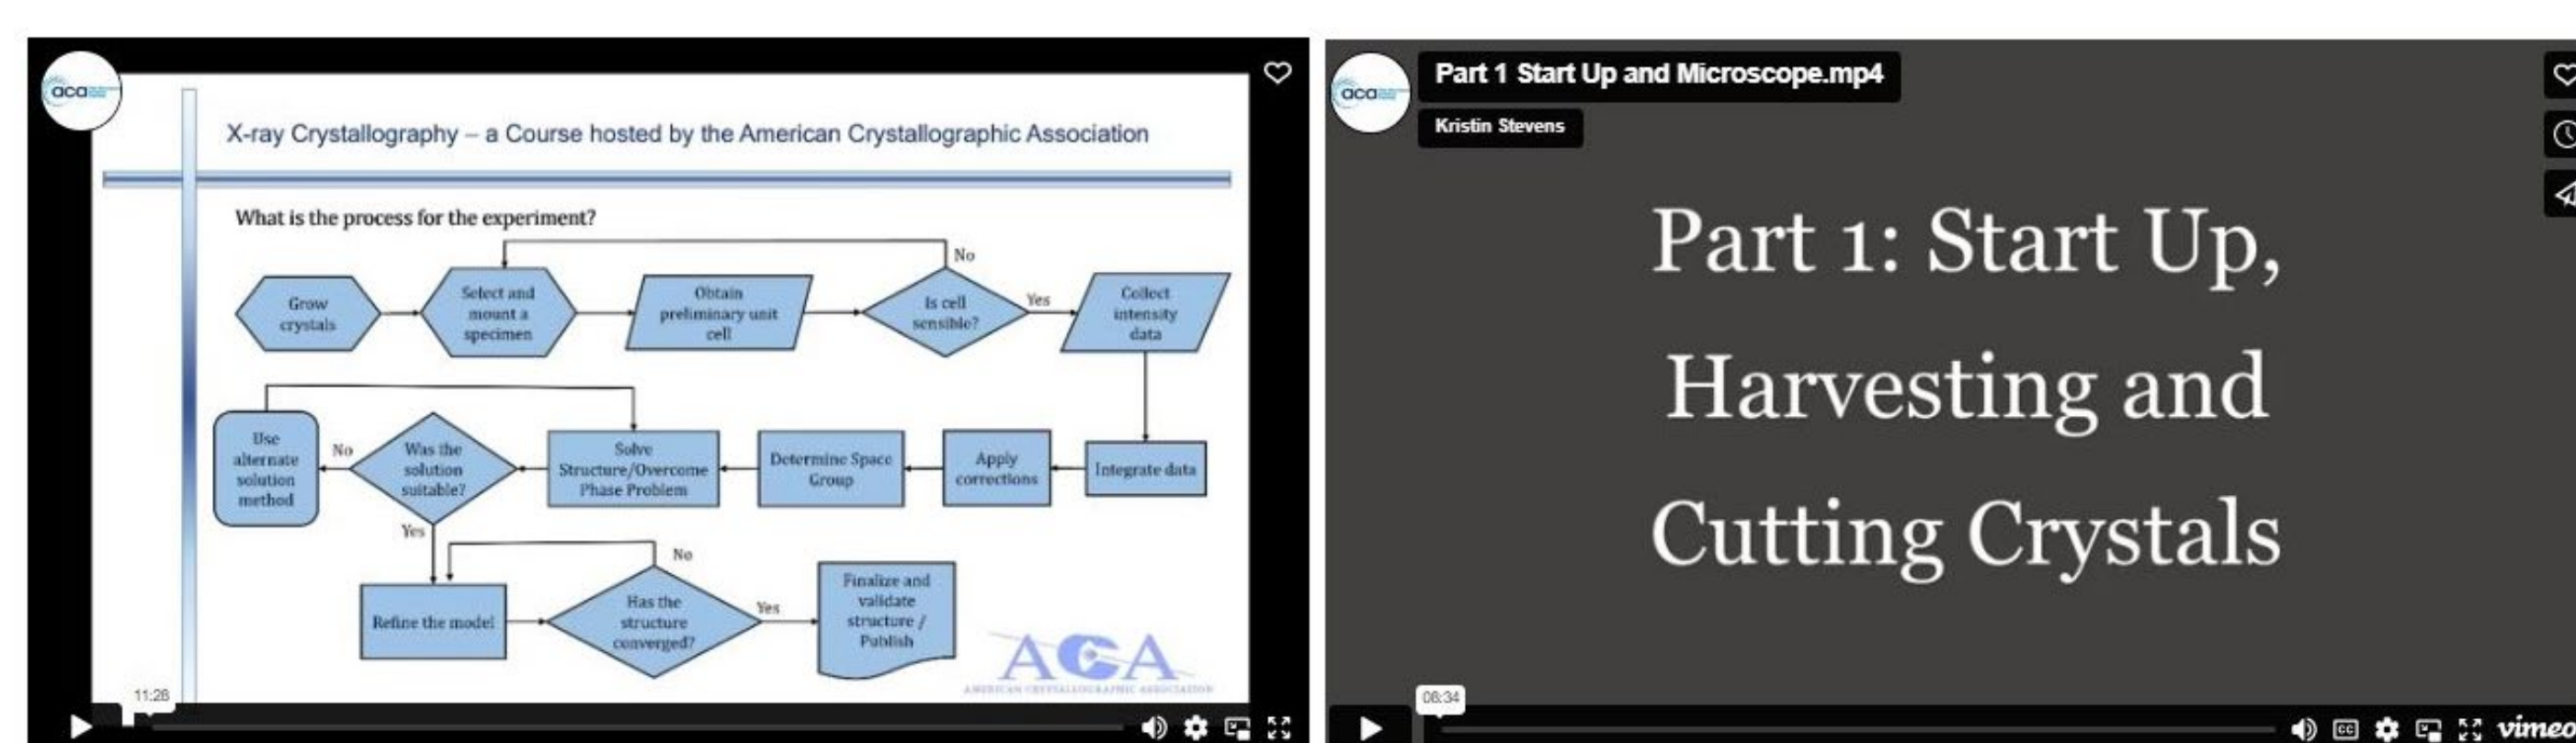 aca
X-ray Crystallography – a Course hosted by the American Crystallographic Association
What is the process for the experiment?
No
Grow
crystals
Select and
mount a
specimen
Obtain
preliminary unit
cell
Is cell
sensible?
Yes
Collect
intensity
data
Use
alternate
solution
method
No
Was the
solution
suitable?
Solve
Structure/Overcome
Phase Problem
Determine Space
Group
Apply
corrections
Integrate data
Yes
No
Refine the model
Has the
structure
converged?
Yes
Finalize and
validate
structure /
Publish
ACA
AMERICAN CRYSTALLOGRAPHIC ASSOCIATION
11:28
aca
Part 1 Start Up and Microscope.mp4
Kristin Stevens
Part 1: Start Up,
Harvesting and
Cutting Crystals
08:34
CC
vimeo